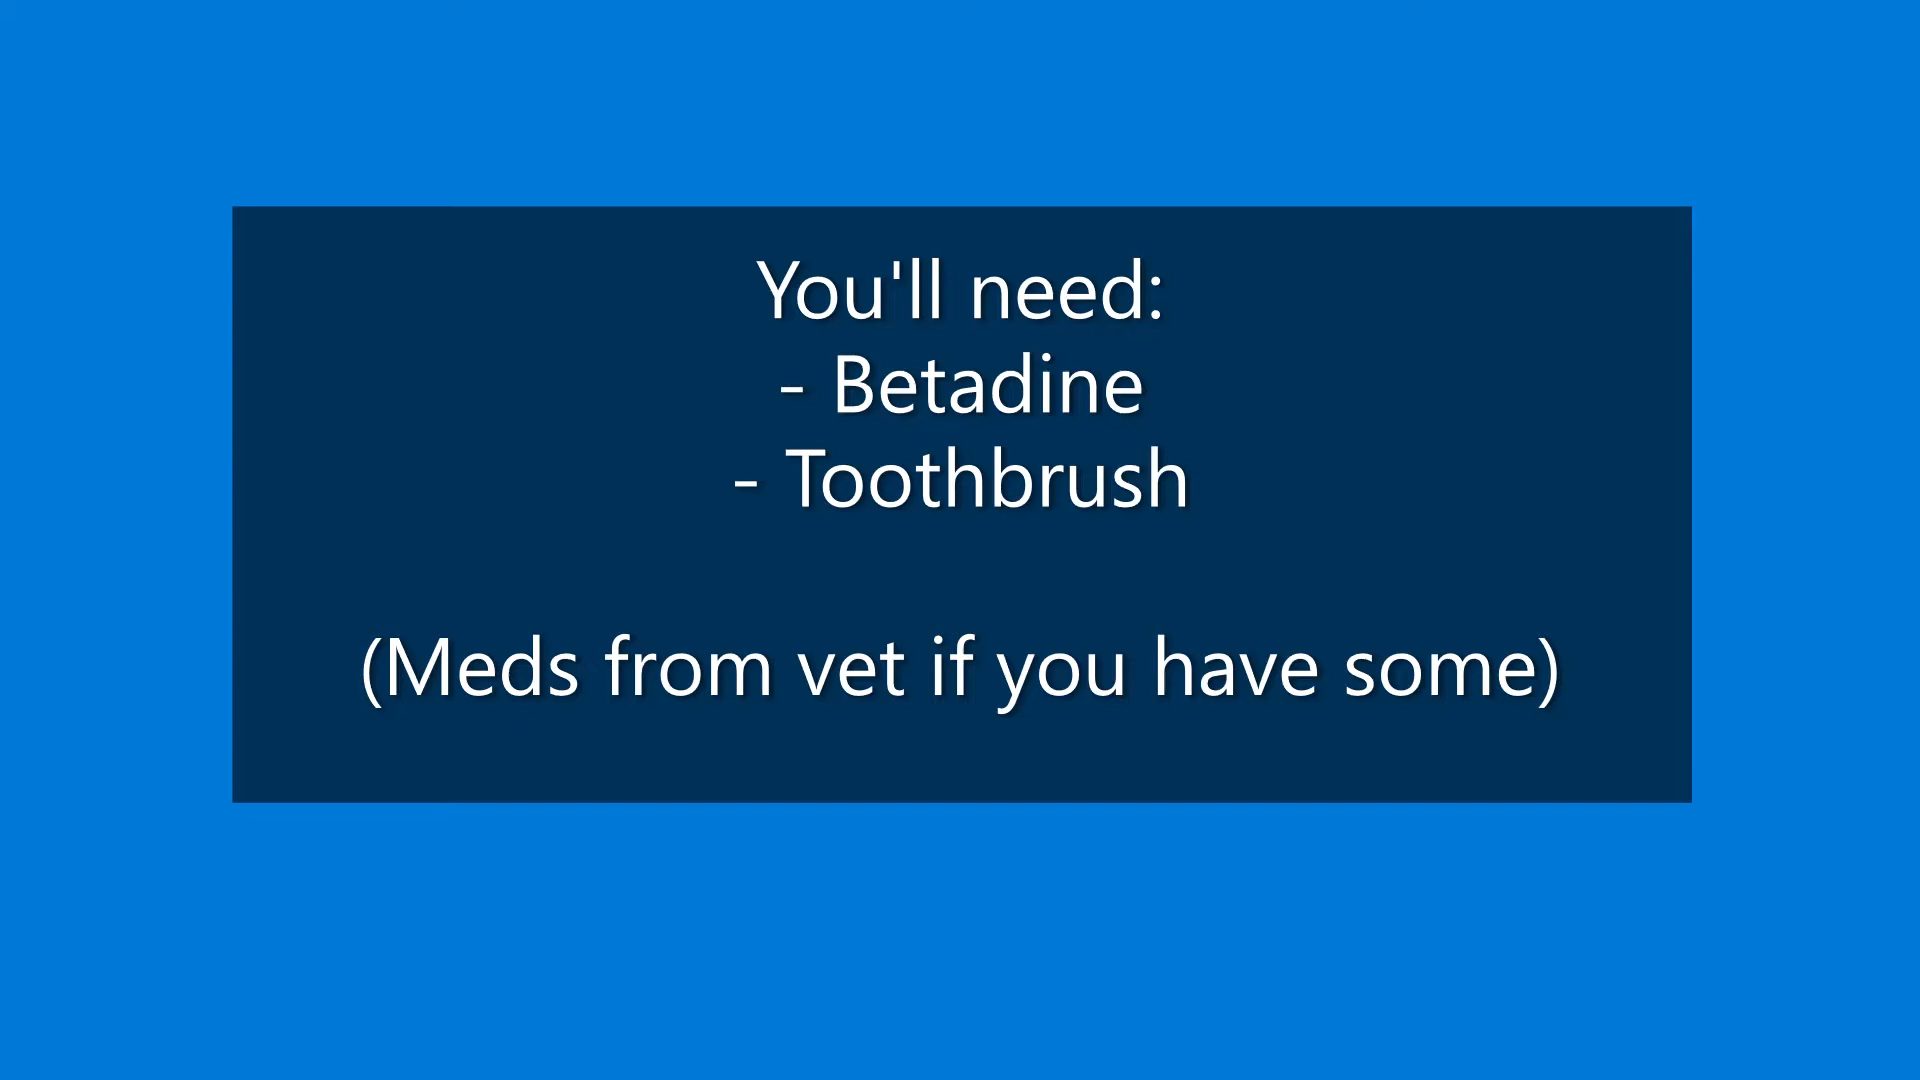 You'll need:
- Betadine
- Toothbrush
(Meds from vet if you have some)